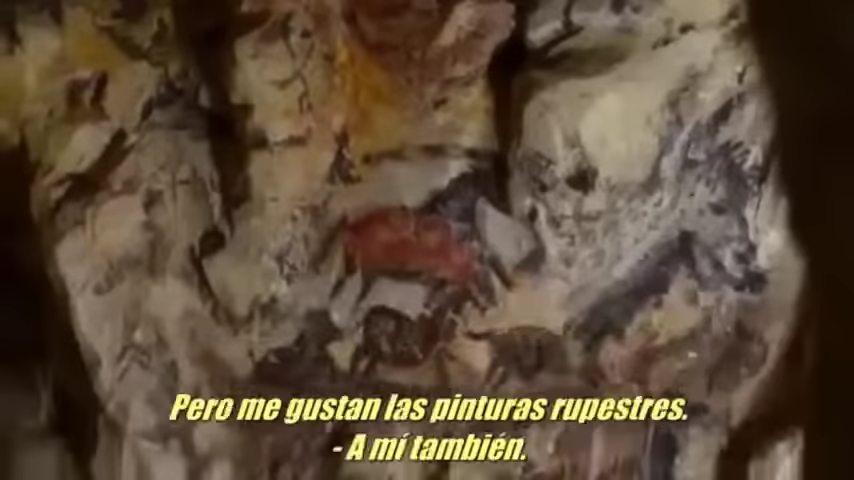 Pero me gustan las pinturas rupestres.
- A mí también.